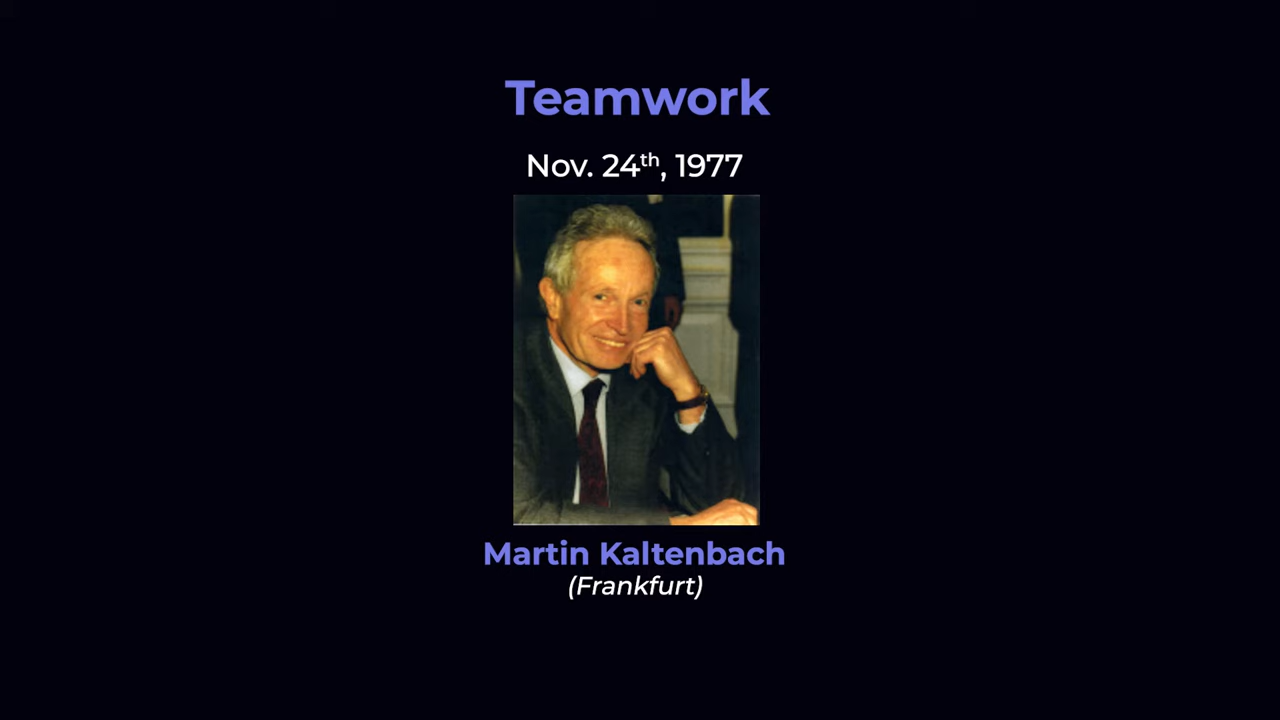 Teamwork
Nov. 24th, 1977
Martin Kaltenbach
(Frankfurt)